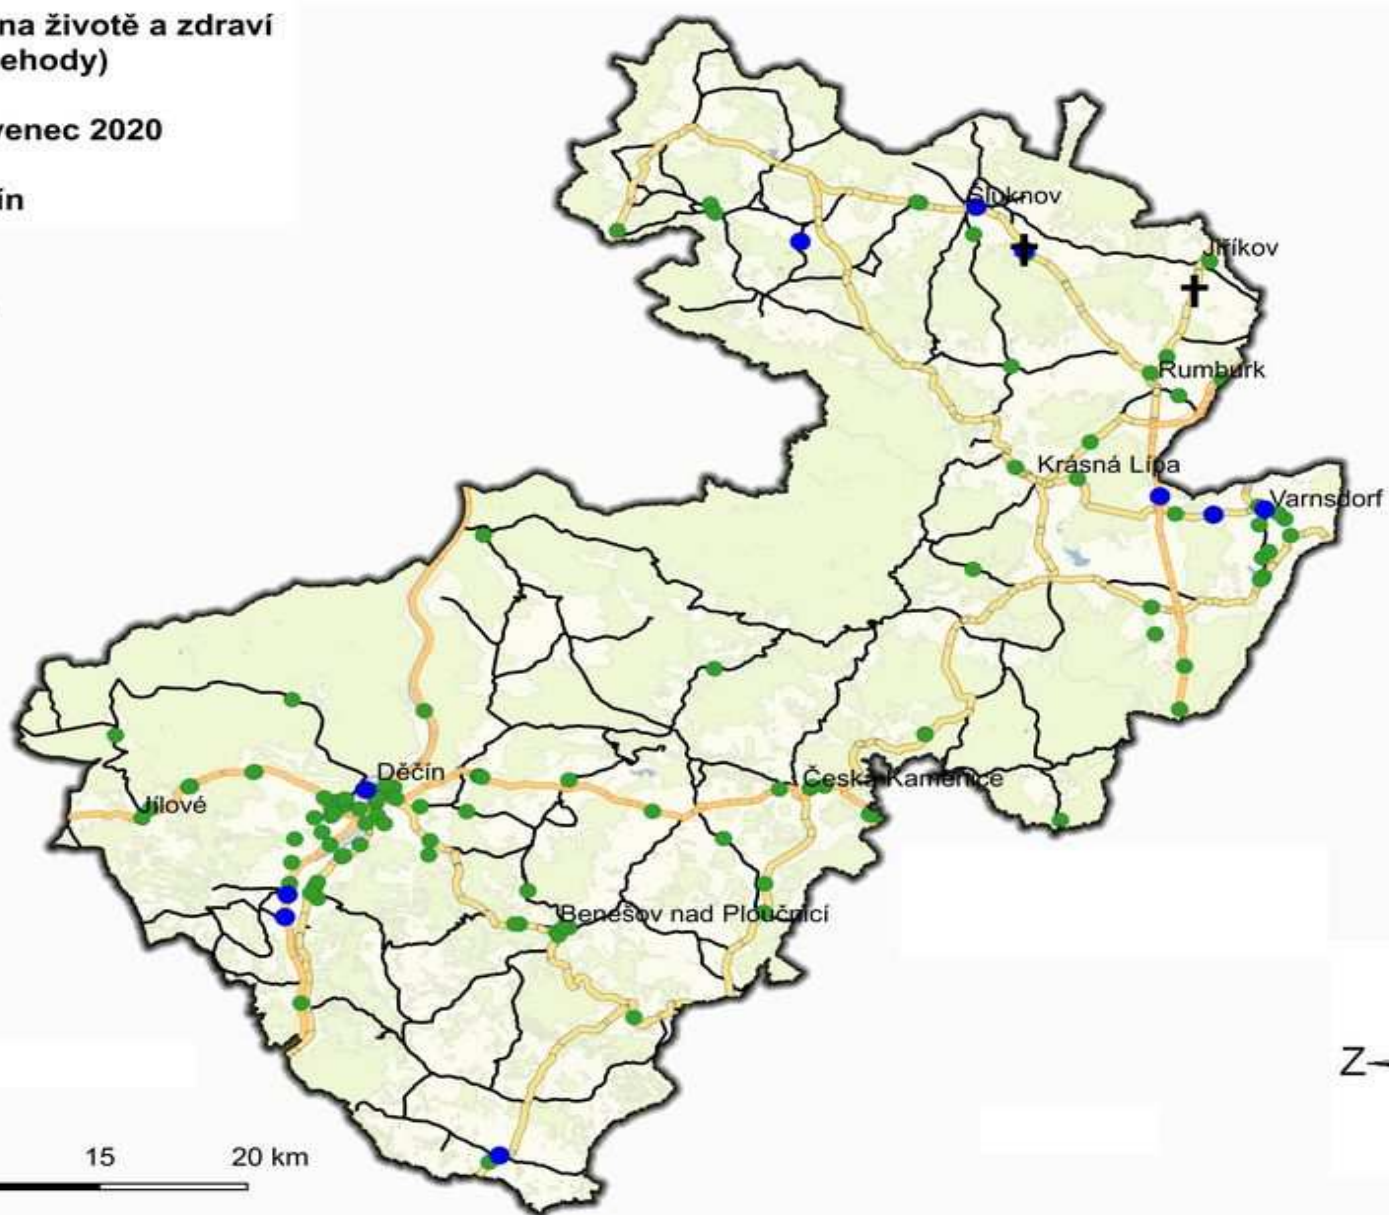 na životě a zdraví
ehody)
venec 2020
ín
Šluknov
Jiříkov
Rumburk
Krásná Lípa
Varnsdorf
Děčín
Česká Kamenice
Jílové
Benešov nad Ploučnicí
Z
15 20 km